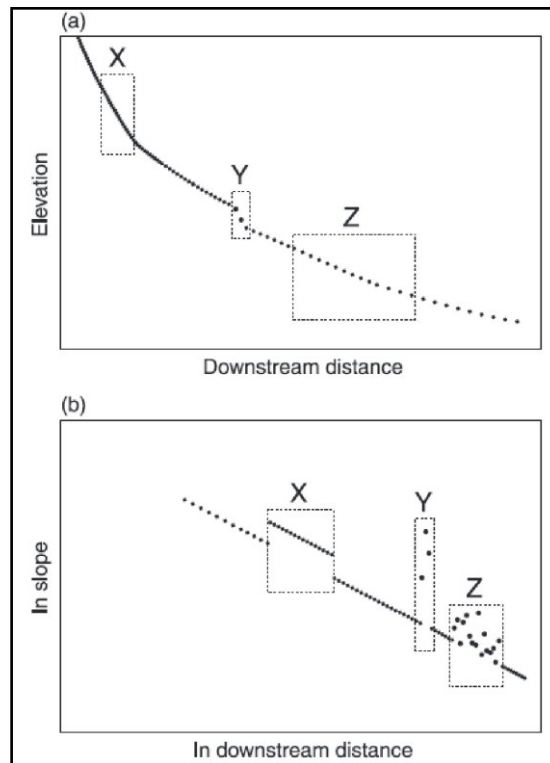 (a)
X
Y
Z
Elevation
Downstream distance
(b)
X
Y
Z
ln slope
ln downstream distance